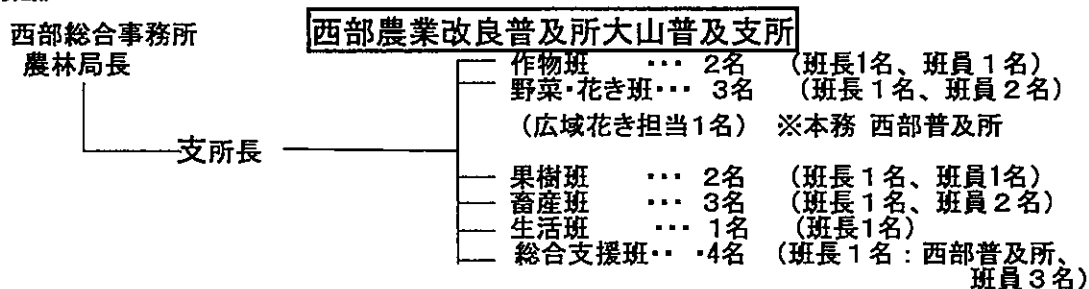 西部総合事務所
農林局長
西部農業改良普及所大山普及支所
作物班 ・・・ 2名 (班長1名、班員1名)
野菜・花き班・・・ 3名 (班長1名、班員2名)
(広域花き担当1名) ※本務 西部普及所
支所長
果樹班 ・・・ 2名 (班長1名、班員1名)
畜産班 ・・・ 3名 (班長1名、班員2名)
生活班 ・・・ 1名 (班長1名)
総合支援班・・・4名 (班長1名:西部普及所、
班員3名)